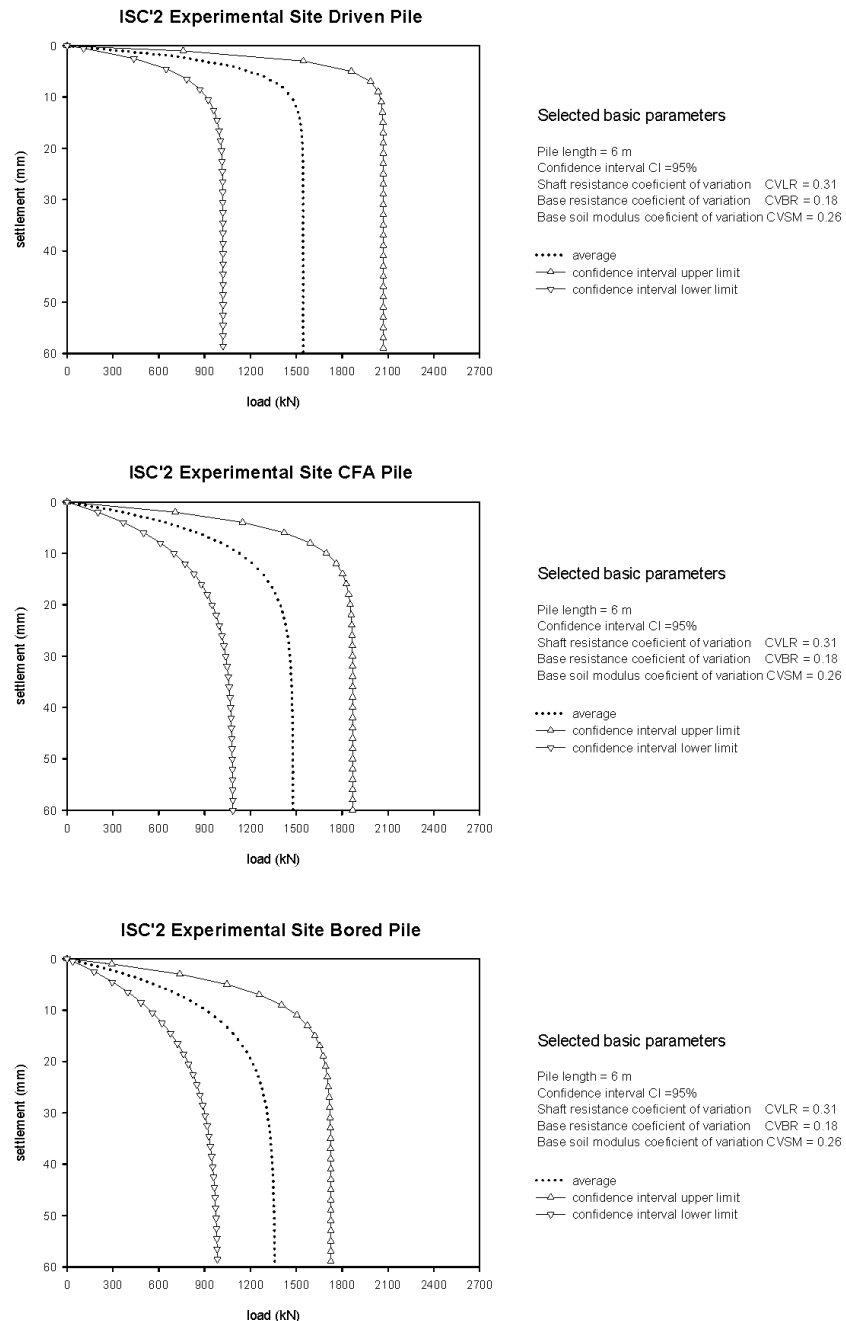 ISC'2 Experimental Site Driven Pile
0
10
20
30
40
50
60
settlement (mm)
0 300 600 900 1200 1500 1800 2100 2400 2700
load (kN)
Selected basic parameters
Pile length = 6 m
Confidence interval CI =95%
Shaft resistance coeficient of variation CVLR = 0.31
Base resistance coeficient of variation CVBR = 0.18
Base soil modulus coeficient of variation CVSM = 0.26
average
confidence interval upper limit
confidence interval lower limit
ISC'2 Experimental Site CFA Pile
0
10
20
30
40
50
60
settlement (mm)
0 300 600 900 1200 1500 1800 2100 2400 2700
load (kN)
Selected basic parameters
Pile length = 6 m
Confidence interval CI =95%
Shaft resistance coeficient of variation CVLR = 0.31
Base resistance coeficient of variation CVBR = 0.18
Base soil modulus coeficient of variation CVSM = 0.26
average
confidence interval upper limit
confidence interval lower limit
ISC'2 Experimental Site Bored Pile
0
10
20
30
40
50
60
settlement (mm)
0 300 600 900 1200 1500 1800 2100 2400 2700
load (kN)
Selected basic parameters
Pile length = 6 m
Confidence interval CI =95%
Shaft resistance coeficient of variation CVLR = 0.31
Base resistance coeficient of variation CVBR = 0.18
Base soil modulus coeficient of variation CVSM = 0.26
average
confidence interval upper limit
confidence interval lower limit